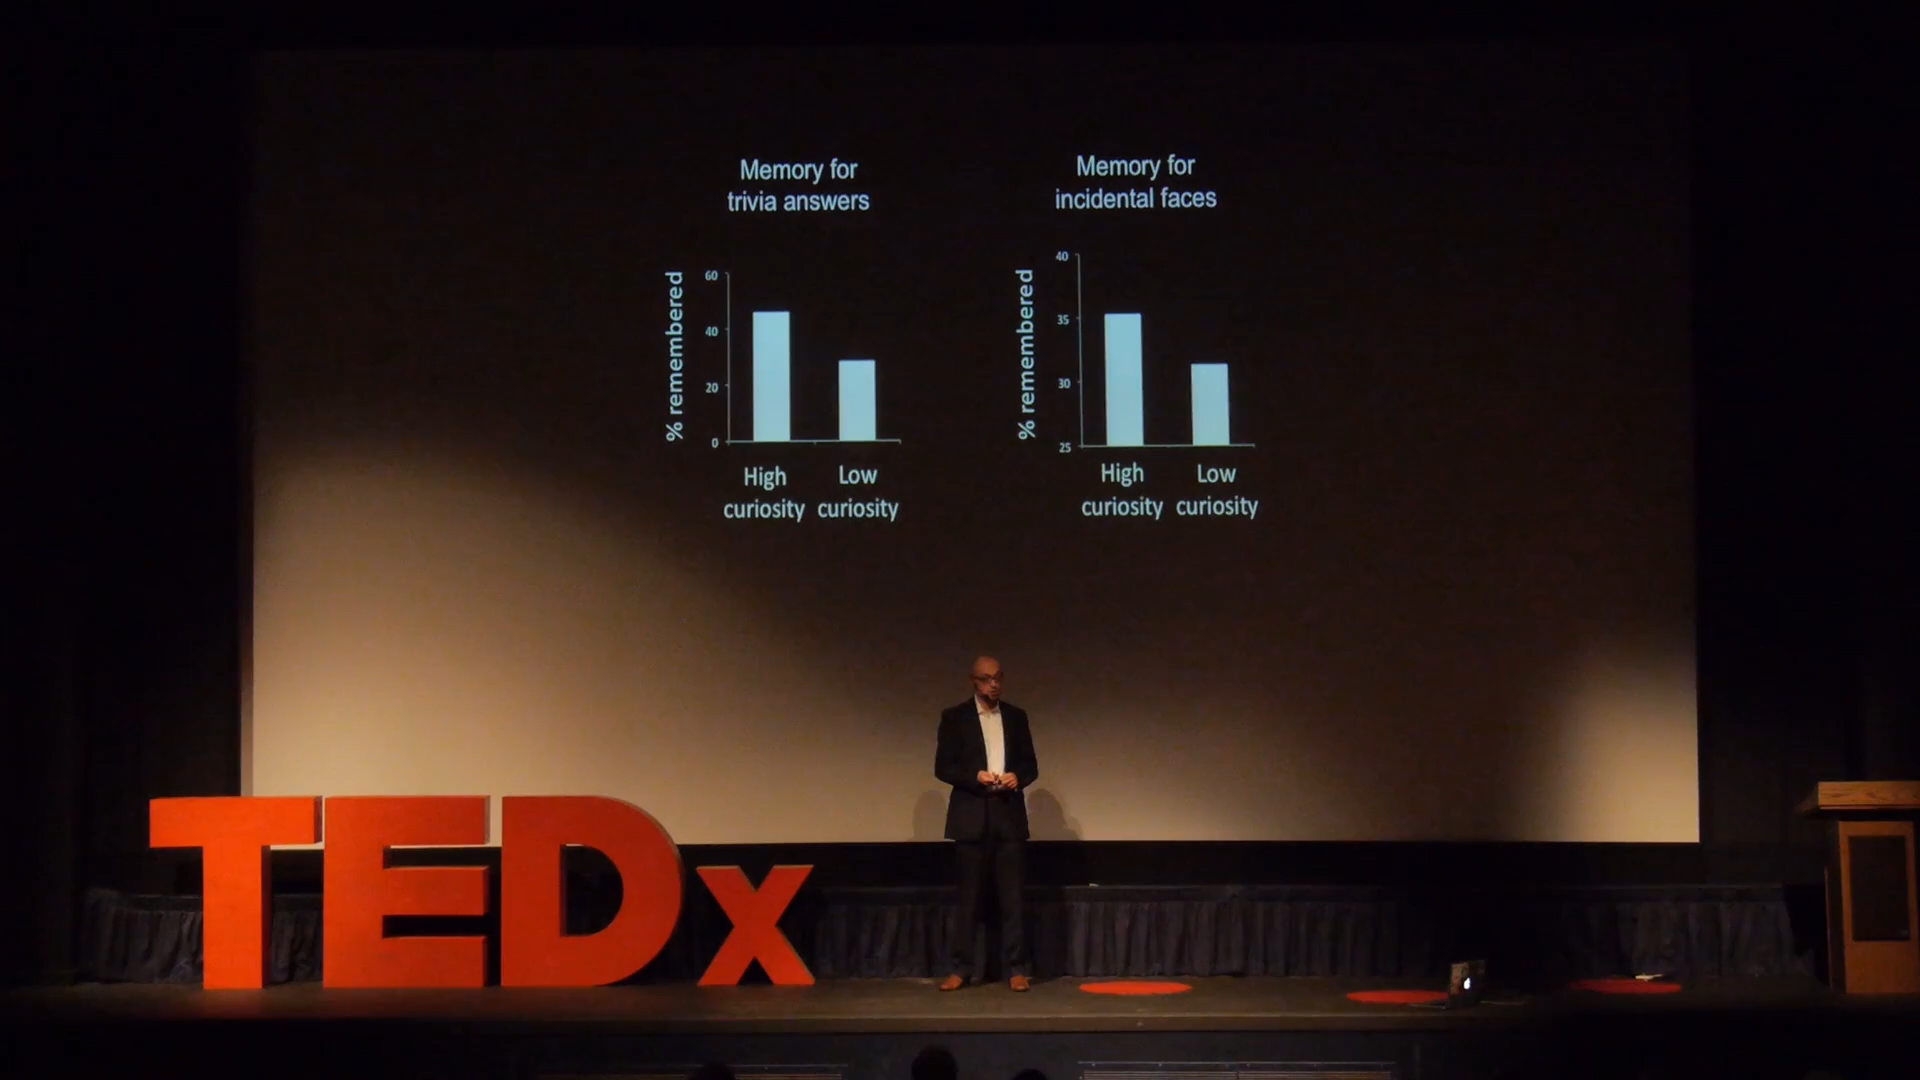 Memory for
trivia answers
% remembered
60
40
20
0
High
curiosity
Low
curiosity
Memory for
incidental faces
% remembered
40
35
30
25
High
curiosity
Low
curiosity
TEDx